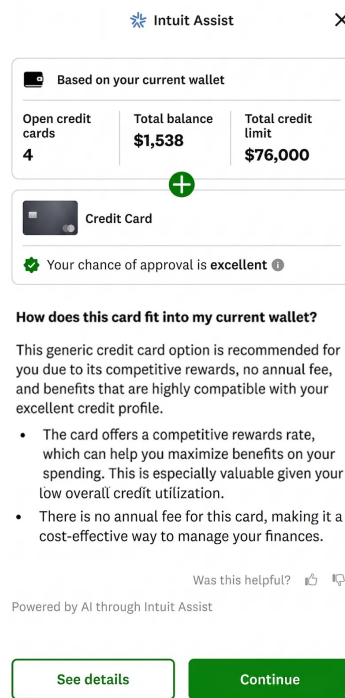 Intuit Assist
Based on your current wallet
Open credit cards
4
Total balance
$1,538
Total credit limit
$76,000
Credit Card
Your chance of approval is excellent
How does this card fit into my current wallet?
This generic credit card option is recommended for
you due to its competitive rewards, no annual fee,
and benefits that are highly compatible with your
excellent credit profile.
• The card offers a competitive rewards rate,
which can help you maximize benefits on your
spending. This is especially valuable given your
low overall credit utilization.
• There is no annual fee for this card, making it a
cost-effective way to manage your finances.
Was this helpful?
Powered by AI through Intuit Assist
See details
Continue